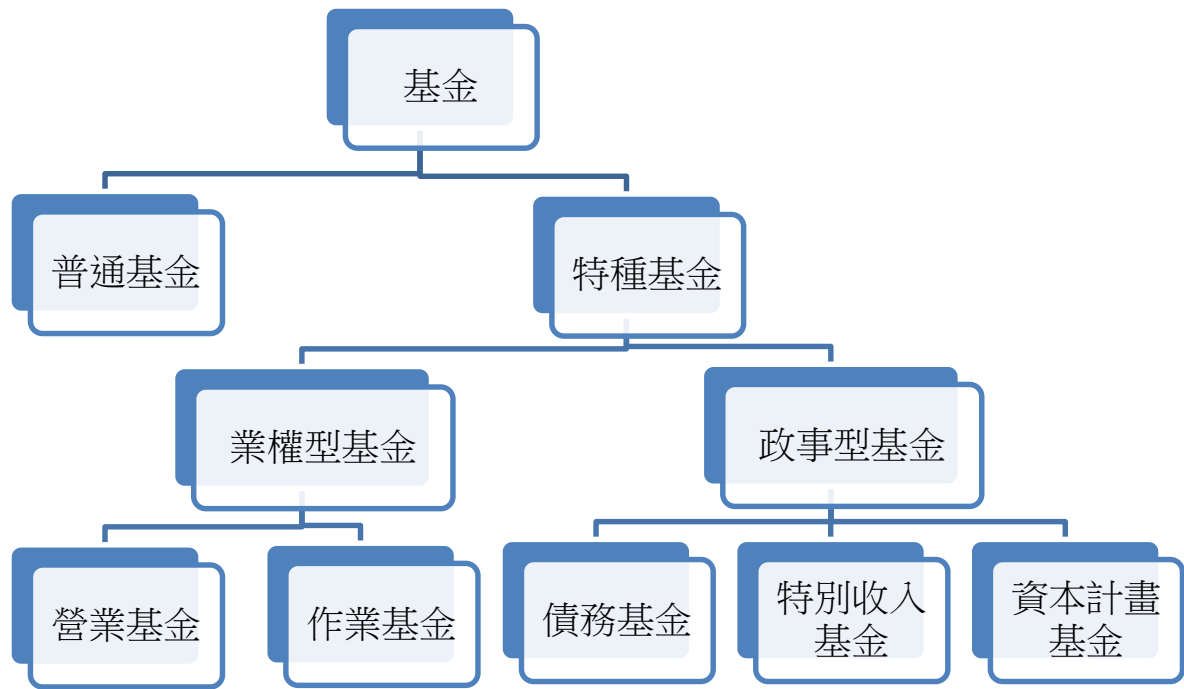 基金
普通基金
特種基金
業權型基金
政事型基金
營業基金
作業基金
債務基金
特別收入
基金
資本計畫
基金